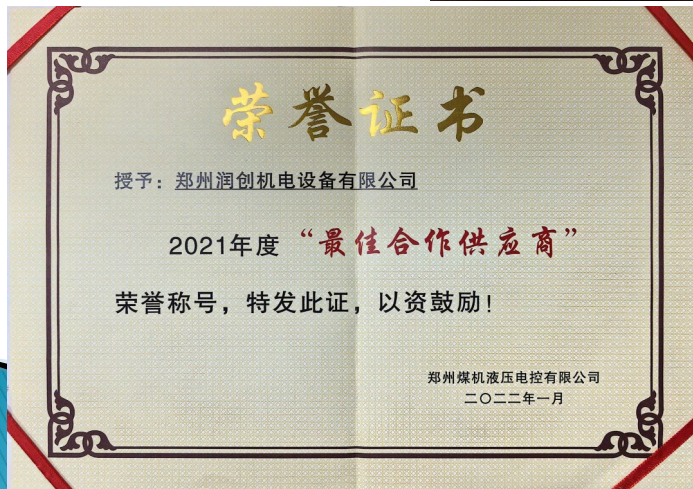 荣誉证书
授予：郑州润创机电设备有限公司
2021年度“最佳合作供应商”
荣誉称号，特发此证，以资鼓励！
郑州煤机液压电控有限公司
二〇二二年一月